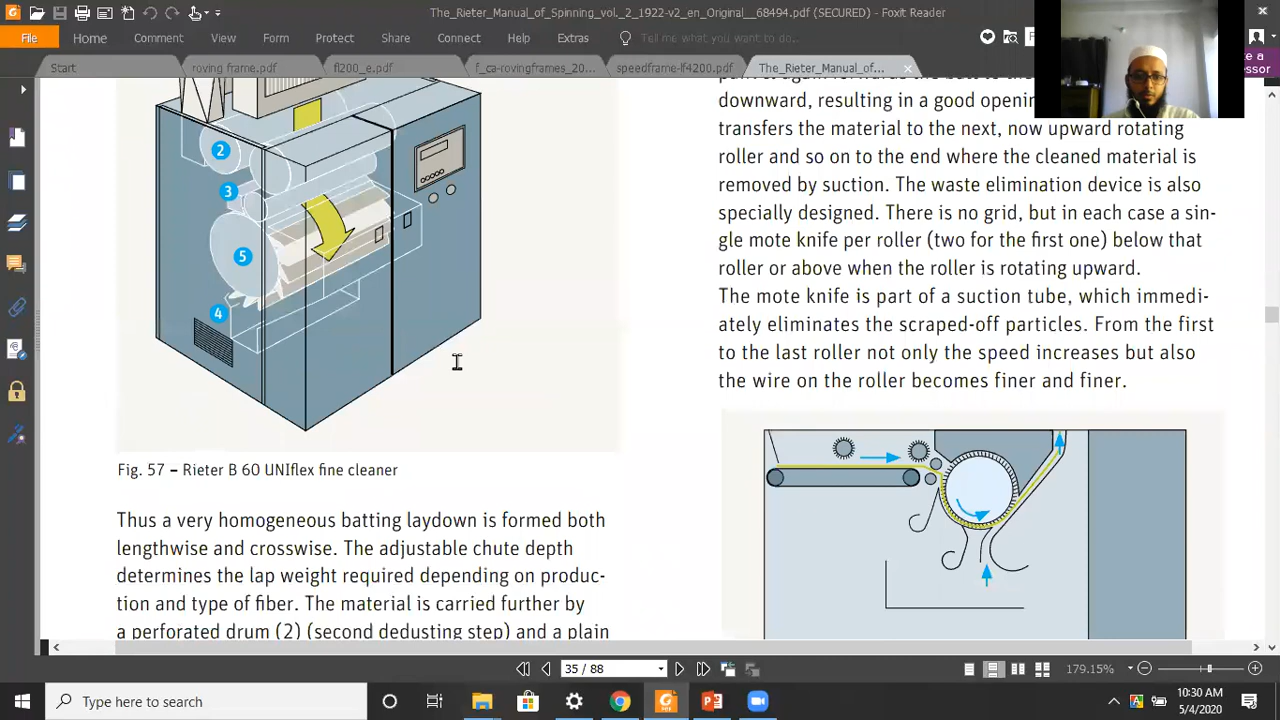 The_Rieter_Manual_of_Spinning_vol._2_1922-v2_en_Original__68494.pdf (SECURED) - Foxit Reader
File Home Comment View Form Protect Share Connect Help Extras Tell me what you want to do...
Start roving frame.pdf fl200_e.pdf f_ca-rovingframes_20... speedframe-lf4200.pdf The_Rieter_Manual_of...
2
3
5
4
Fig. 57 – Rieter B 60 UNIflex fine cleaner
Thus a very homogeneous batting laydown is formed both
lengthwise and crosswise. The adjustable chute depth
determines the lap weight required depending on produc-
tion and type of fiber. The material is carried further by
a perforated drum (2) (second dedusting step) and a plain
downward, resulting in a good openin
transfers the material to the next, now upward rotating
roller and so on to the end where the cleaned material is
removed by suction. The waste elimination device is also
specially designed. There is no grid, but in each case a sin-
gle mote knife per roller (two for the first one) below that
roller or above when the roller is rotating upward.
The mote knife is part of a suction tube, which immedi-
ately eliminates the scraped-off particles. From the first
to the last roller not only the speed increases but also
the wire on the roller becomes finer and finer.
35 / 88
179.15%
Type here to search
10:30 AM
5/4/2020